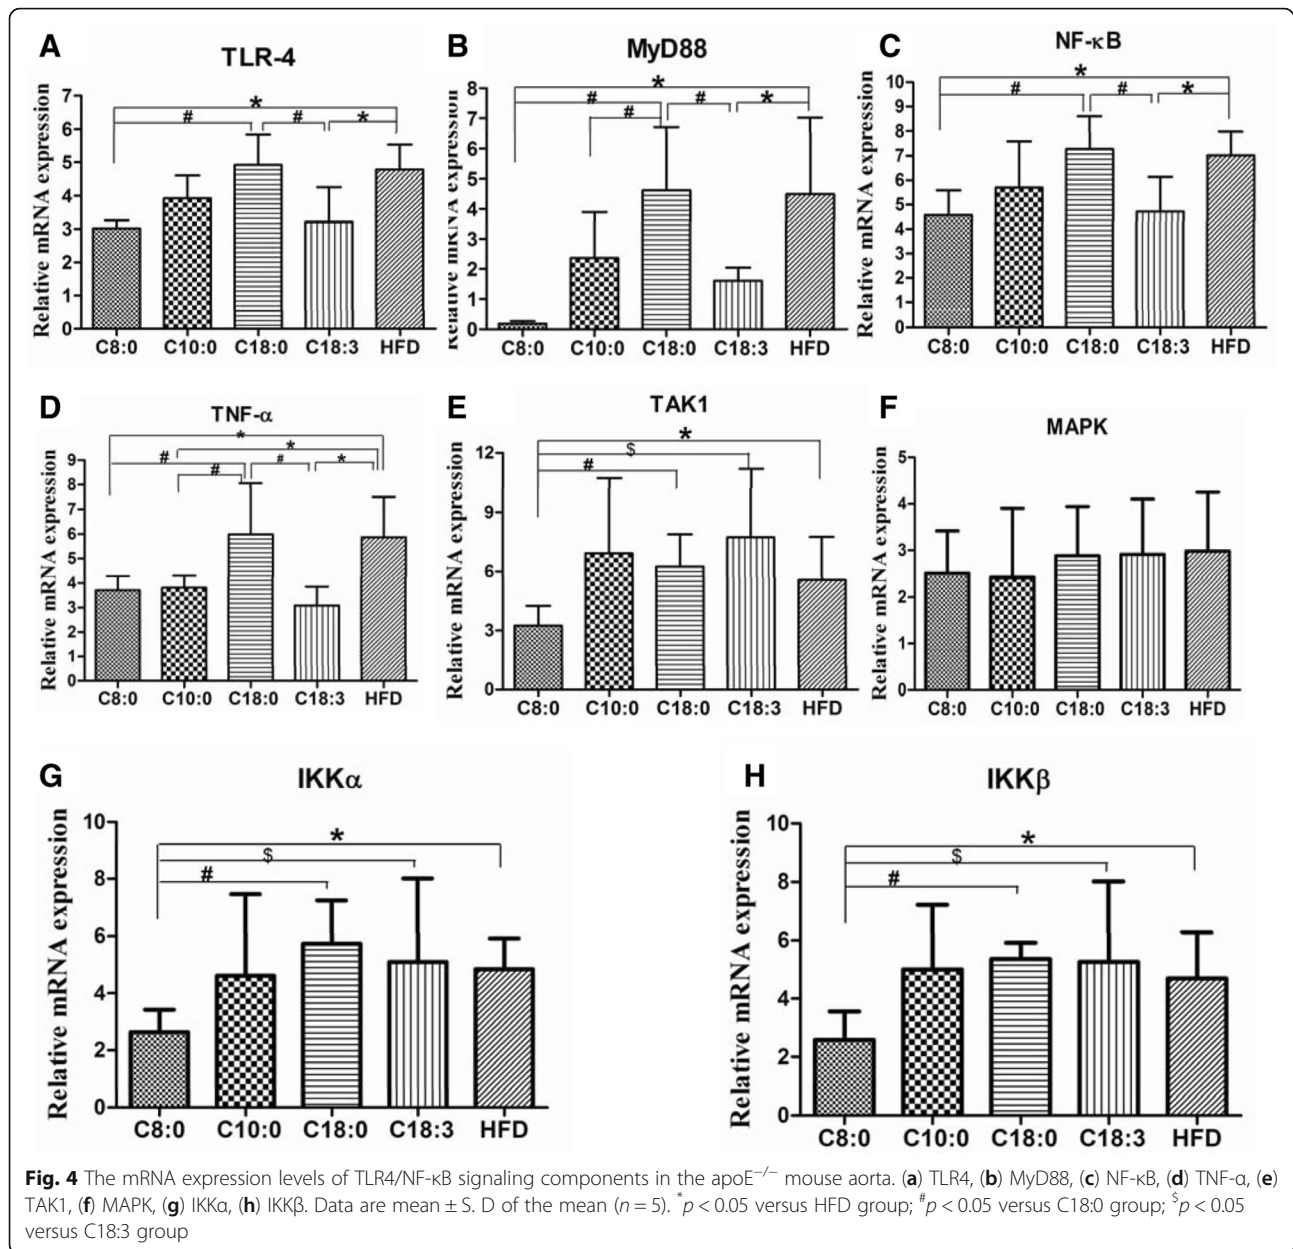 A
TLR-4
Relative mRNA expression
7
6
5
4
3
2
1
0
*
# # *
C8:0 C10:0 C18:0 C18:3 HFD
B
MyD88
Relative mRNA expression
8
7
6
5
4
3
2
1
0
*
# # *
#
C8:0 C10:0 C18:0 C18:3 HFD
C
NF-κB
Relative mRNA expression
10
9
8
7
6
5
4
3
2
1
0
*
# # *
C8:0 C10:0 C18:0 C18:3 HFD
D
TNF-α
Relative mRNA expression
9
8
7
6
5
4
3
2
1
0
*
*
# # *
#
C8:0 C10:0 C18:0 C18:3 HFD
E
TAK1
Relative mRNA expression
12
9
6
3
0
*
$
#
C8:0 C10:0 C18:0 C18:3 HFD
F
MAPK
Relative mRNA expression
5
4
3
2
1
0
C8:0 C10:0 C18:0 C18:3 HFD
G
IKKα
Relative mRNA expression
10
8
6
4
2
0
*
$
#
C8:0 C10:0 C18:0 C18:3 HFD
H
IKKβ
Relative mRNA expression
10
8
6
4
2
0
*
$
#
C8:0 C10:0 C18:0 C18:3 HFD
Fig. 4 The mRNA expression levels of TLR4/NF-κB signaling components in the apoE−/− mouse aorta. (a) TLR4, (b) MyD88, (c) NF-κB, (d) TNF-α, (e)
TAK1, (f) MAPK, (g) IKKα, (h) IKKβ. Data are mean ± S. D of the mean (n = 5). *p < 0.05 versus HFD group; #p < 0.05 versus C18:0 group; $p < 0.05
versus C18:3 group